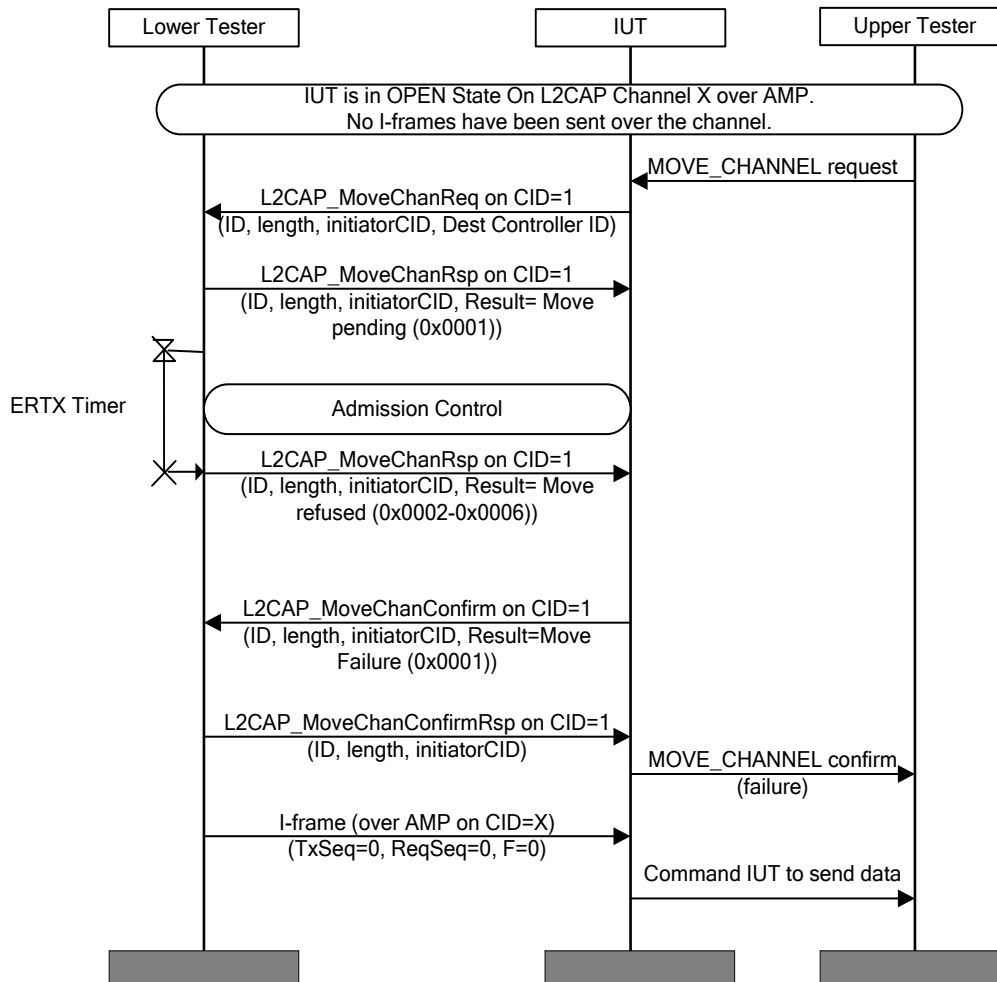 Lower Tester
IUT
Upper Tester
IUT is in OPEN State On L2CAP Channel X over AMP.
No I-frames have been sent over the channel.
MOVE_CHANNEL request
L2CAP_MoveChanReq on CID=1
(ID, length, initiatorCID, Dest Controller ID)
L2CAP_MoveChanRsp on CID=1
(ID, length, initiatorCID, Result= Move
pending (0x0001))
ERTX Timer
Admission Control
L2CAP_MoveChanRsp on CID=1
(ID, length, initiatorCID, Result= Move
refused (0x0002-0x0006))
L2CAP_MoveChanConfirm on CID=1
(ID, length, initiatorCID, Result=Move
Failure (0x0001))
L2CAP_MoveChanConfirmRsp on CID=1
(ID, length, initiatorCID)
MOVE_CHANNEL confirm
(failure)
I-frame (over AMP on CID=X)
(TxSeq=0, ReqSeq=0, F=0)
Command IUT to send data